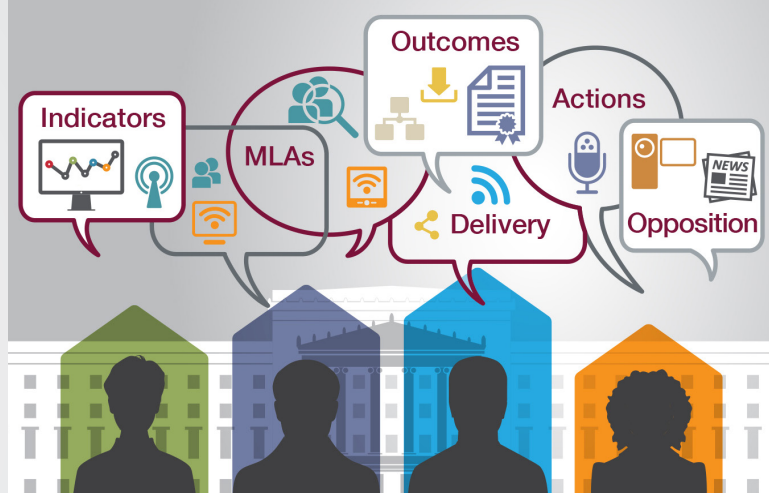 Outcomes
Indicators
Actions
MLAs
NEWS
Delivery
Opposition